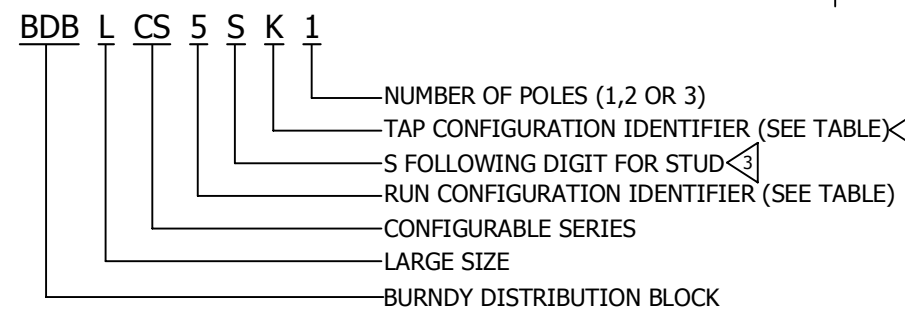 BDB L CS 5 S K 1
NUMBER OF POLES (1,2 OR 3)
TAP CONFIGURATION IDENTIFIER (SEE TABLE)
S FOLLOWING DIGIT FOR STUD 3
RUN CONFIGURATION IDENTIFIER (SEE TABLE)
CONFIGURABLE SERIES
LARGE SIZE
BURNDY DISTRIBUTION BLOCK